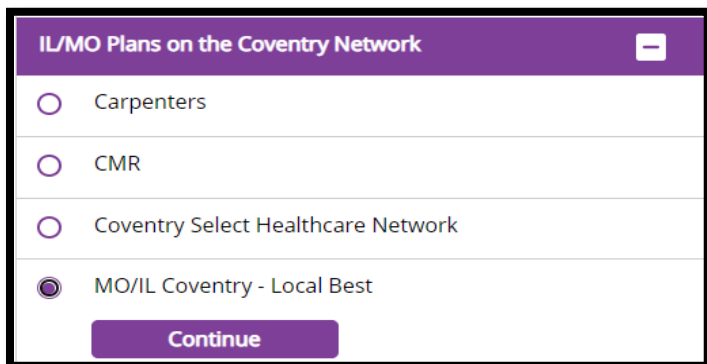 IL/MO Plans on the Coventry Network
Carpenters
CMR
Coventry Select Healthcare Network
MO/IL Coventry - Local Best
Continue